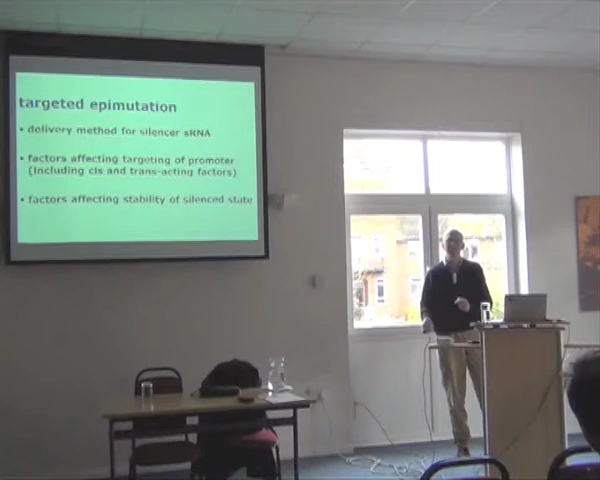 targeted epimutation
• delivery method for silencer sRNA
• factors affecting targeting of promoter
(including cis and trans-acting factors)
• factors affecting stability of silenced state